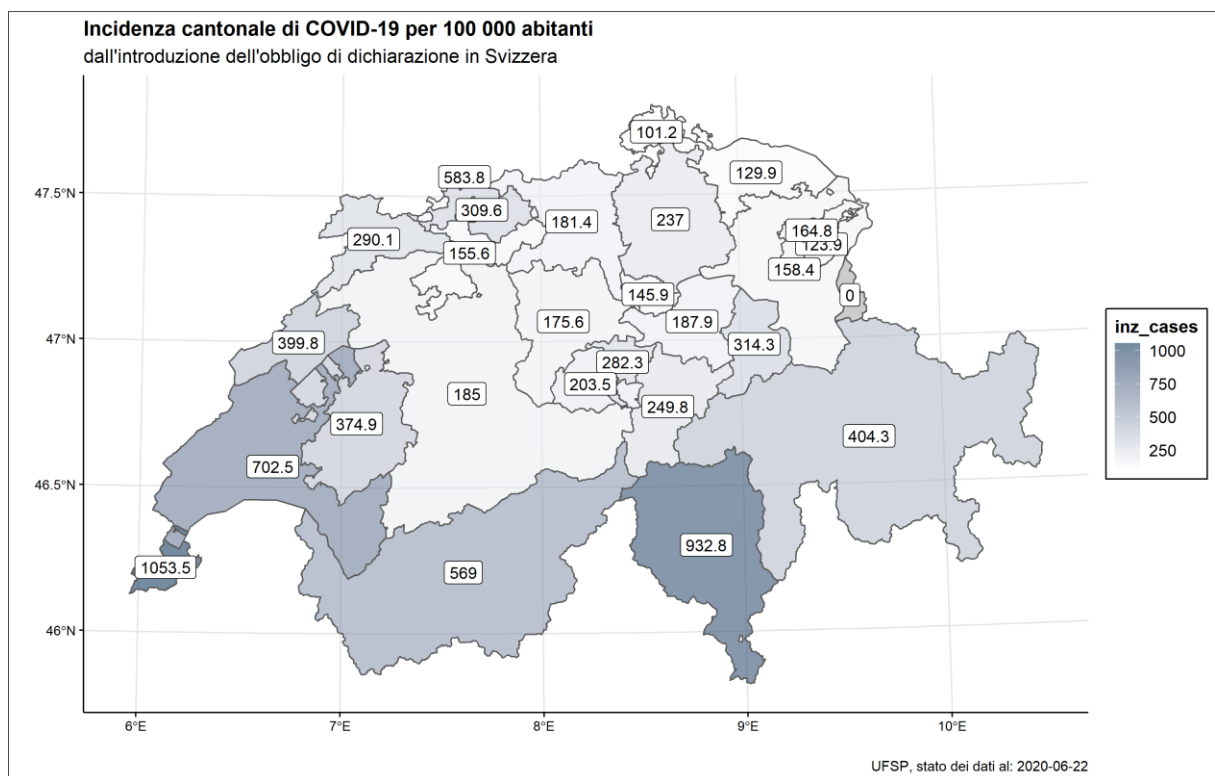 Incidenza cantonale di COVID-19 per 100 000 abitanti
dall'introduzione dell'obbligo di dichiarazione in Svizzera
101.2
129.9
583.8
309.6
181.4
237
164.8
123.9
290.1
155.6
158.4
145.9
0
175.6
187.9
399.8
314.3
282.3
203.5
185
249.8
374.9
404.3
702.5
932.8
1053.5
569
47.5°N
47°N
46.5°N
46°N
6°E
7°E
8°E
9°E
10°E
inz_cases
1000
750
500
250
UFSP, stato dei dati al: 2020-06-22